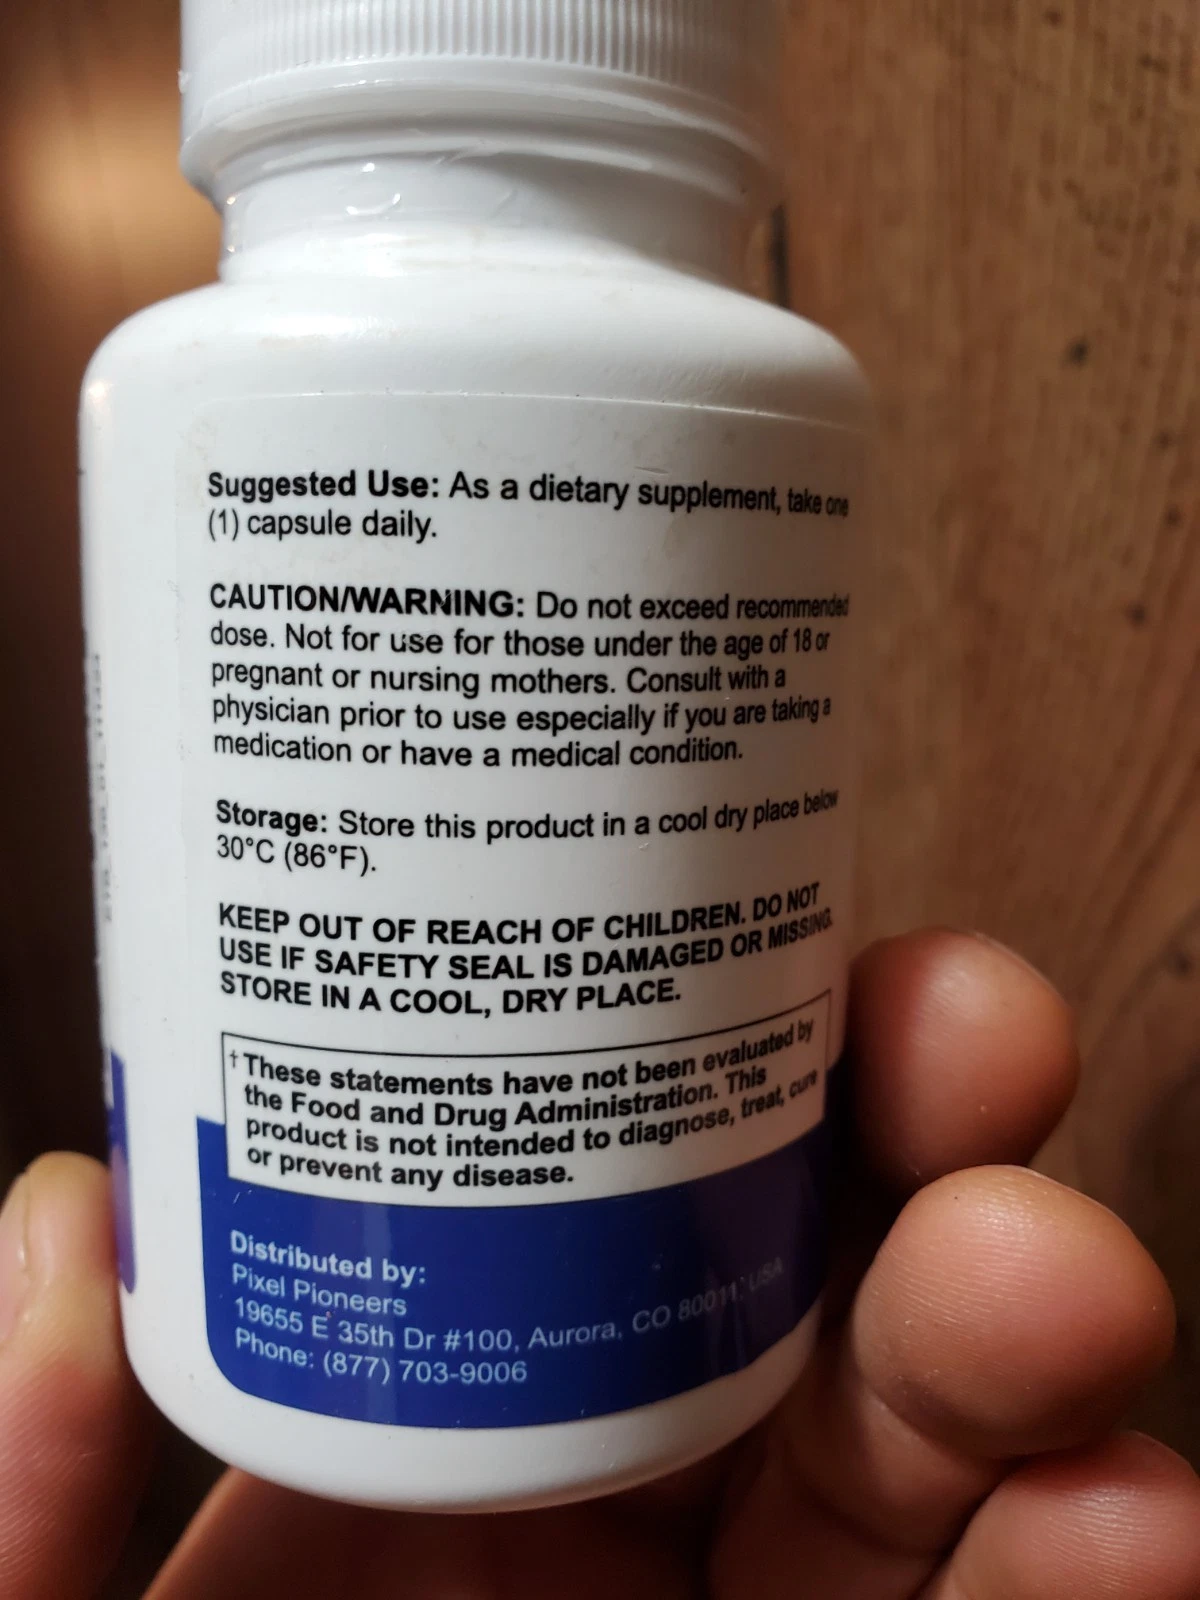 Suggested Use: As a dietary supplement, take one
(1) capsule daily.
CAUTION/WARNING: Do not exceed recommended
dose. Not for use for those under the age of 18 or
pregnant or nursing mothers. Consult with a
physician prior to use especially if you are taking a
medication or have a medical condition.
Storage: Store this product in a cool dry place below
30°C (86°F).
KEEP OUT OF REACH OF CHILDREN. DO NOT
USE IF SAFETY SEAL IS DAMAGED OR MISSING.
STORE IN A COOL, DRY PLACE.
† These statements have not been evaluated by
the Food and Drug Administration. This
product is not intended to diagnose, treat, cure
or prevent any disease.
Distributed by:
Pixel Pioneers
19655 E 35th Dr #100, Aurora, CO 80011. USA
Phone: (877) 703-9006